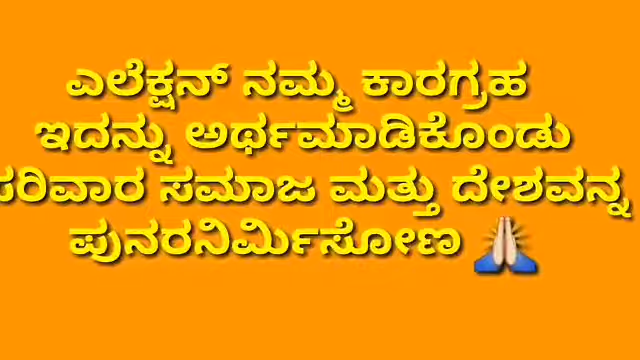 ಎಲೆಕ್ಷನ್ ನಮ್ಮ ಕಾರಗ್ರಹ
ಇದನ್ನು ಅರ್ಥಮಾಡಿಕೊಂಡು
ಪರಿವಾರ ಸಮಾಜ ಮತ್ತು ದೇಶವನ್ನ
ಪುನರನಿರ್ಮಿಸೋಣ 🙏